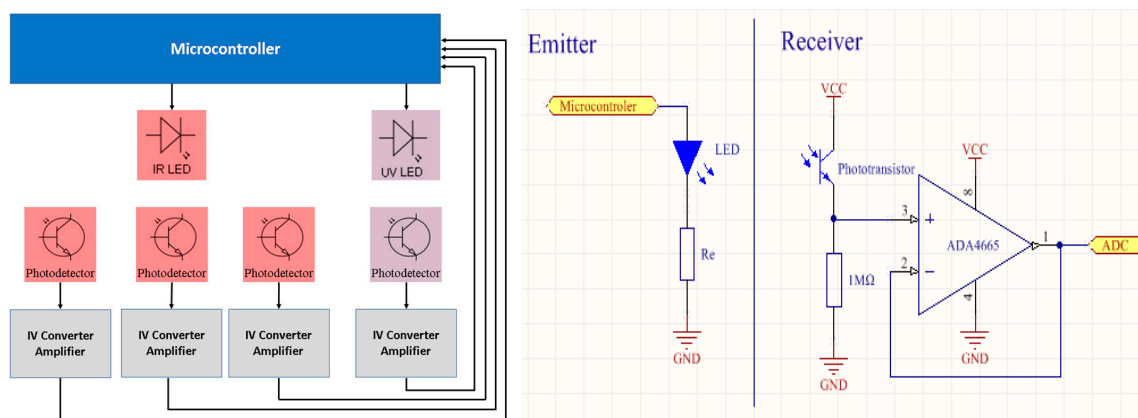 Microcontroller
IR LED
UV LED
Photodetector
Photodetector
Photodetector
Photodetector
IV Converter
Amplifier
IV Converter
Amplifier
IV Converter
Amplifier
IV Converter
Amplifier
Emitter
Microcontroler
LED
Re
GND
Receiver
VCC
Phototransistor
VCC
8
3
+
ADA4665
1
ADC
2
−
1MΩ
4
GND
GND